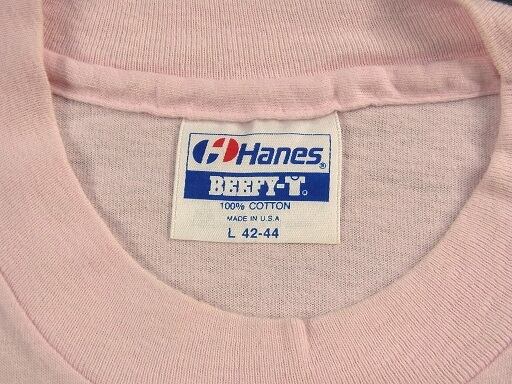 Hanes®
BEEFY-T®
100% COTTON
MADE IN U.S.A
L 42-44